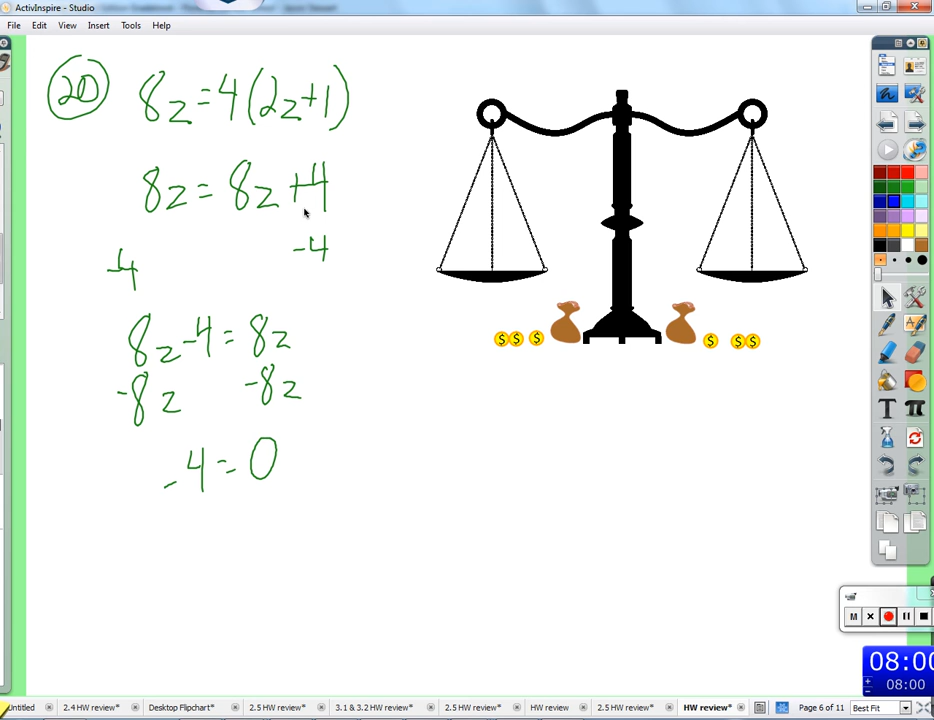 ActivInspire - Studio
File Edit View Insert Tools Help
20 8z=4(2z+1)
8z=8z+4
-4 -4
8z-4=8z
-8z -8z
-4=0
$ $ $ $ $ $
T π
M
08:00
08:00
Untitled 2.4 HW review* Desktop Flipchart* 2.5 HW review* 3.1 & 3.2 HW review* 2.5 HW review* HW review 2.5 HW review* HW review* Page 6 of 11 Best Fit